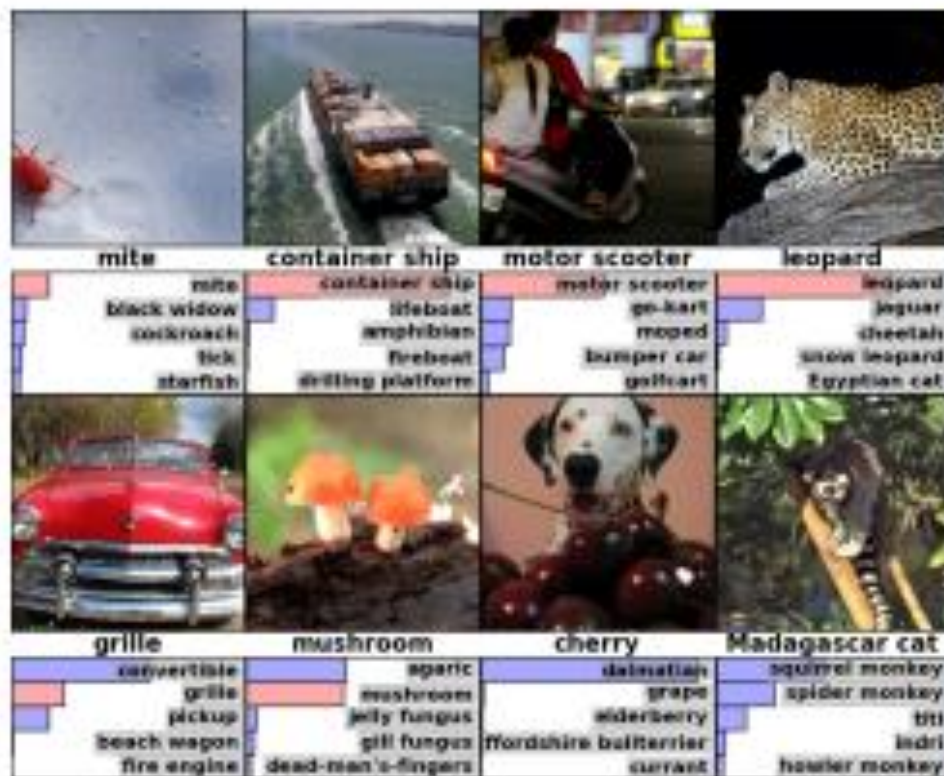 mite
container ship
motor scooter
leopard
mite
black widow
cockroach
tick
starfish
container ship
lifeboat
amphibian
fireboat
drilling platform
motor scooter
go-kart
moped
bumper car
golfcart
leopard
jaguar
cheetah
snow leopard
Egyptian cat
grille
mushroom
cherry
Madagascar cat
convertible
grille
pickup
beach wagon
fire engine
agaric
mushroom
jelly fungus
gill fungus
dead-man's-fingers
dalmatian
grape
elderberry
ffordshire bullterrier
currant
squirrel monkey
spider monkey
titi
indri
howler monkey